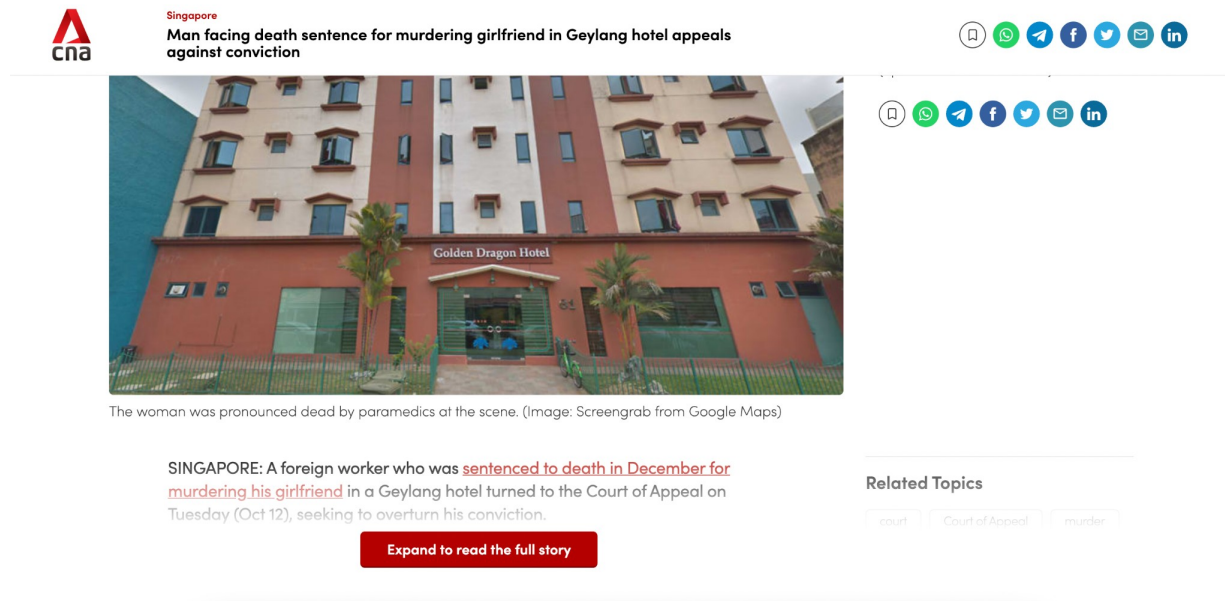 cna
Singapore
Man facing death sentence for murdering girlfriend in Geylang hotel appeals
against conviction
Golden Dragon Hotel
61
The woman was pronounced dead by paramedics at the scene. (Image: Screengrab from Google Maps)
SINGAPORE: A foreign worker who was sentenced to death in December for
murdering his girlfriend in a Geylang hotel turned to the Court of Appeal on
Tuesday (Oct 12), seeking to overturn his conviction.
Expand to read the full story
Related Topics
court
Court of Appeal
murder